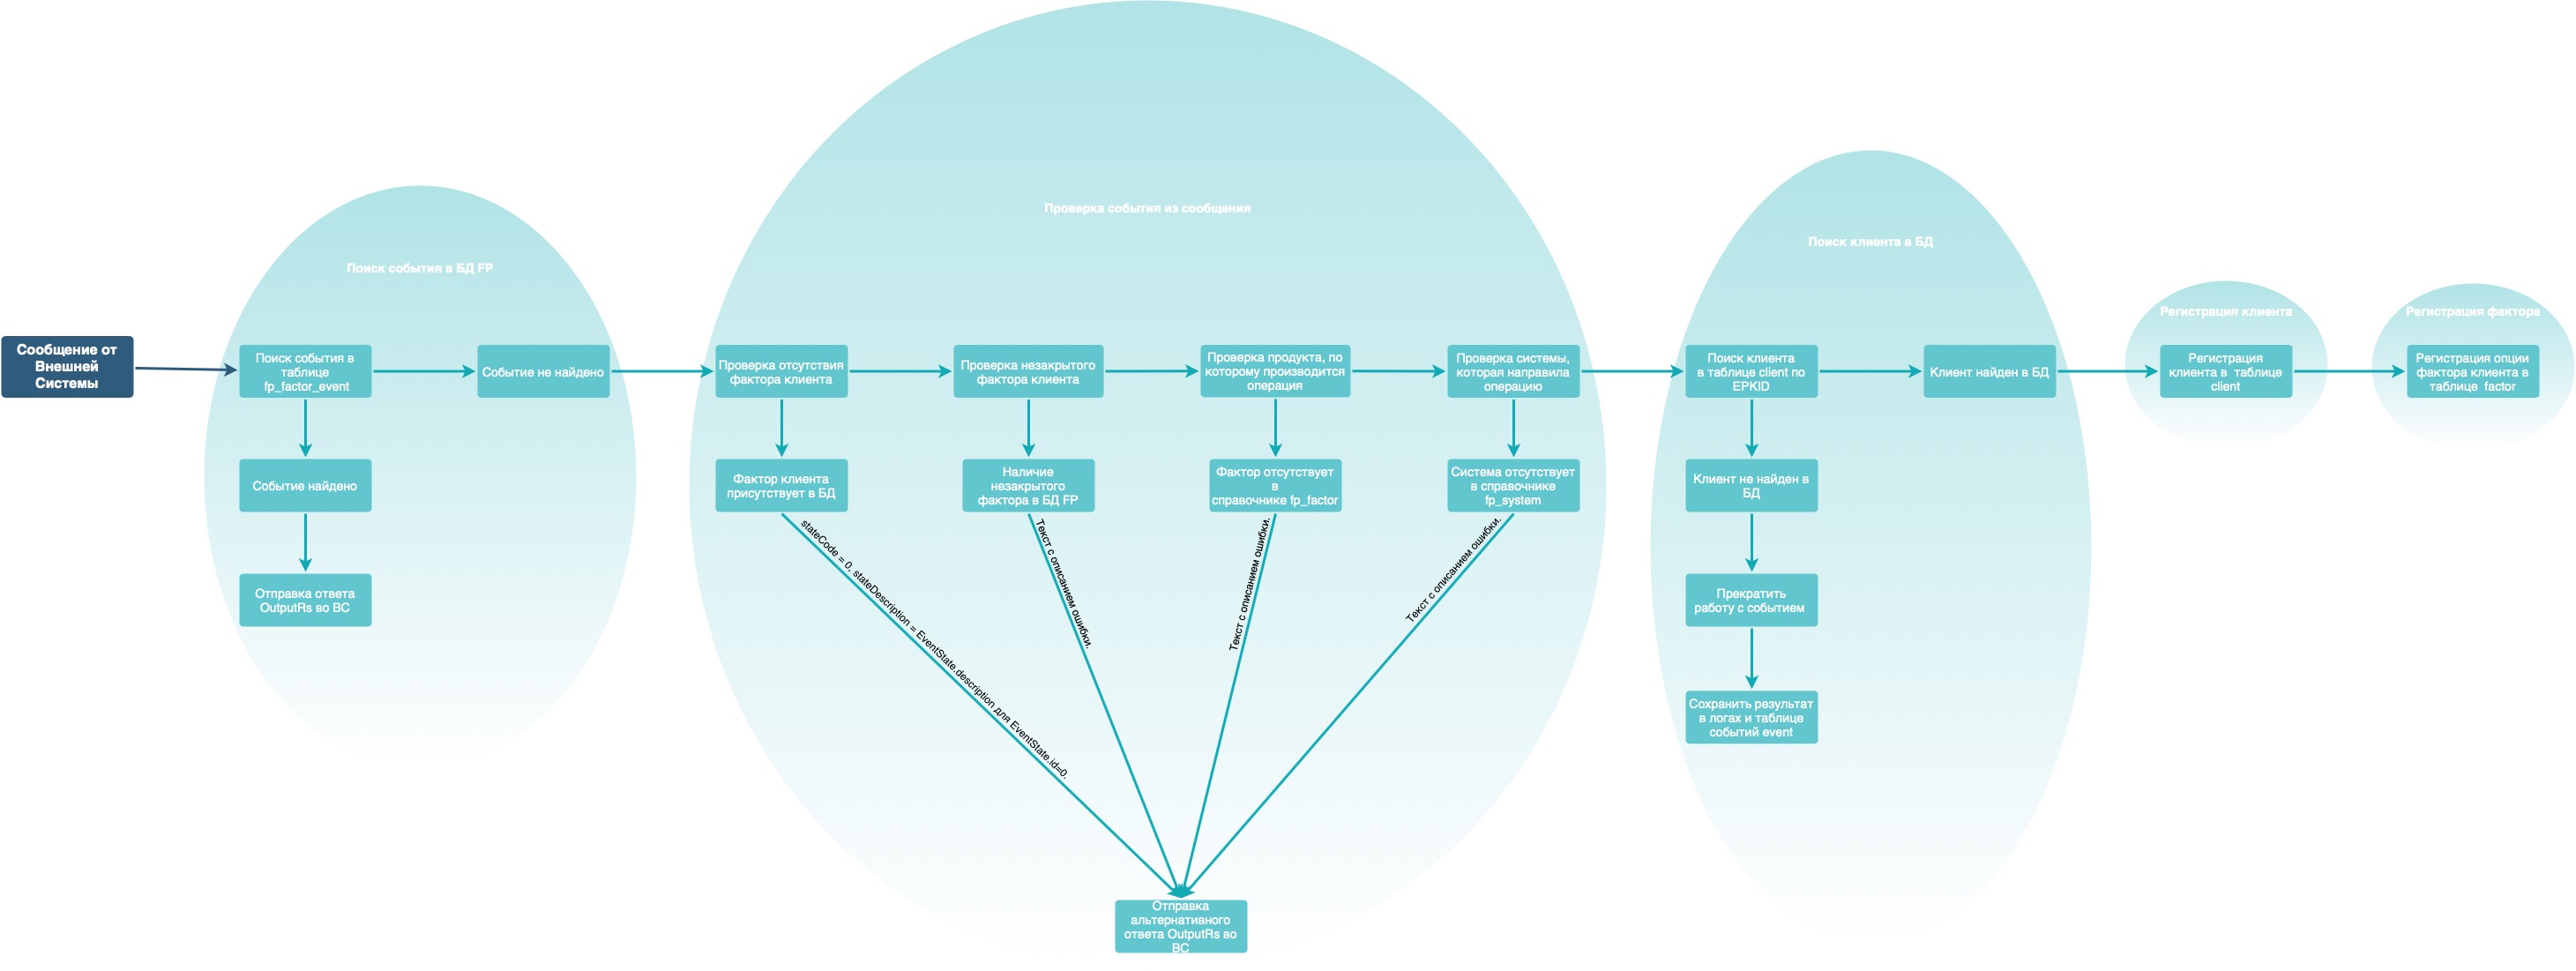 Сообщение от
Внешней
Системы
Поиск события в БД FP
Поиск события в
таблице
fp_factor_event
Событие не найдено
Событие найдено
Отправка ответа
OutputRs во ВС
Проверка события из сообщения
Проверка отсутствия
фактора клиента
Проверка незакрытого
фактора клиента
Проверка продукта, по
которому производится
операция
Проверка системы,
которая направила
операцию
Фактор клиента
присутствует в БД
Наличие
незакрытого
фактора в БД FP
Фактор отсутствует
в
справочнике fp_factor
Система отсутствует
в справочнике
fp_system
stateCode = 0, stateDescription = EventState.description для EventState.id=0.
Текст с описанием ошибки.
Текст с описанием ошибки.
Текст с описанием ошибки.
Отправка
альтернативного
ответа OutputRs во
ВС
Поиск клиента в БД
Поиск клиента
в таблице client по
EPKID
Клиент найден в БД
Клиент не найден в
БД
Прекратить
работу с событием
Сохранить результат
в логах и таблице
событий event
Регистрация клиента
Регистрация
клиента в таблице
client
Регистрация фактора
Регистрация опции
фактора клиента в
таблице factor